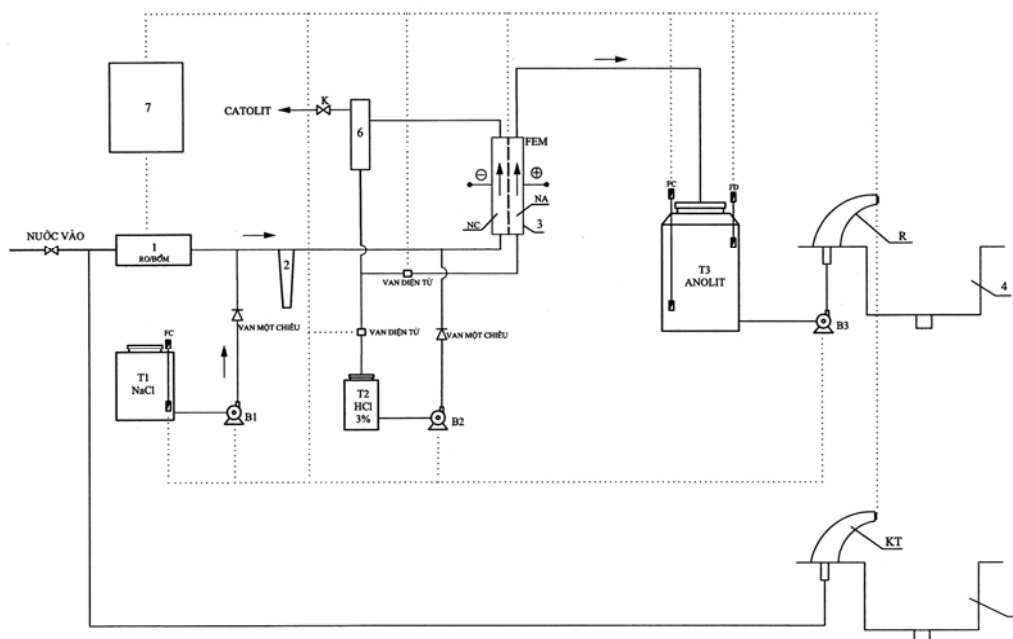 7
CATOLIT
K
6
FEM
⊖
⊕
NA
NC
3
FC
FD
NƯỚC VÀO
1
RO/BƠM
2
VAN ĐIỆN TỪ
T3
ANOLIT
R
4
VAN MỘT CHIỀU
VAN ĐIỆN TỪ
VAN MỘT CHIỀU
B3
FC
T1
NaCl
B1
T2
HCl
3%
B2
KT